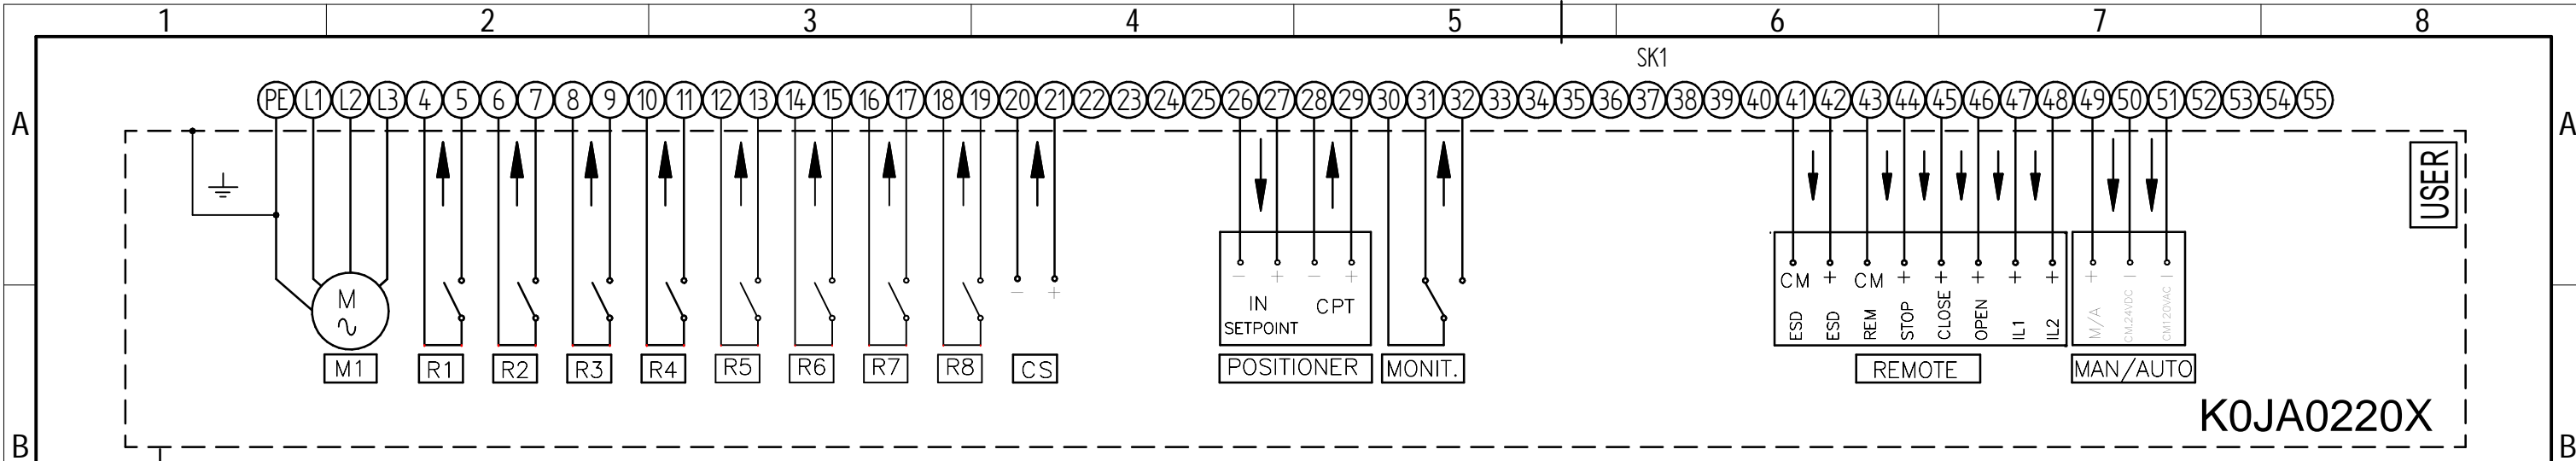 1 2 3 4 5 6 7 8
SK1
PE L1 L2 L3 4 5 6 7 8 9 10 11 12 13 14 15 16 17 18 19 20 21 22 23 24 25 26 27 28 29 30 31 32 33 34 35 36 37 38 39 40 41 42 43 44 45 46 47 48 49 50 51 52 53 54 55
A A
USER
− + − + − +
CM + CM + + + + + + − −
M
IN CPT
SETPOINT
ESD ESD REM STOP CLOSE OPEN IL1 IL2 M/A CM.24VDC CM120VAC
M1 R1 R2 R3 R4 R5 R6 R7 R8 CS POSITIONER MONIT. REMOTE MAN/AUTO
K0JA0220X
B B